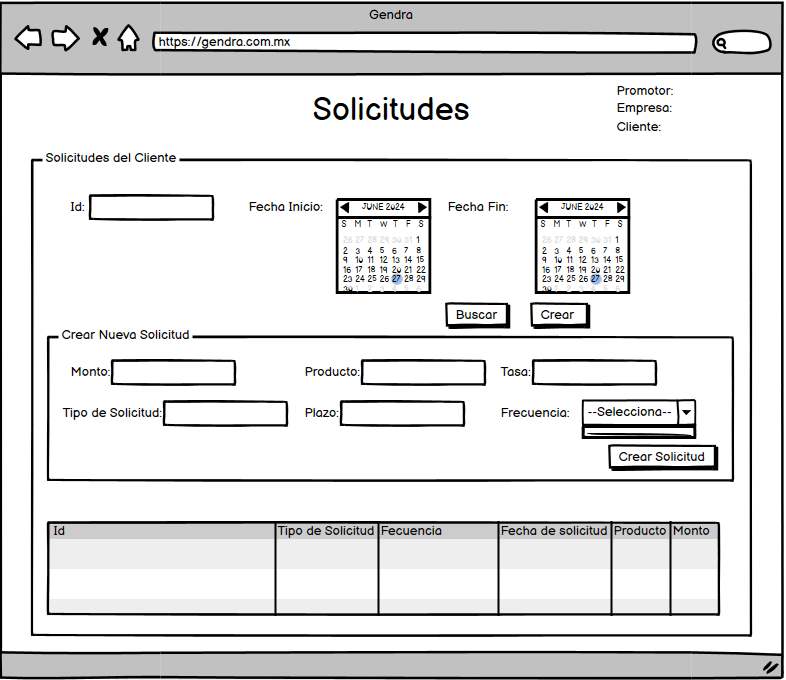 Gendra
https://gendra.com.mx
Solicitudes
Promotor:
Empresa:
Cliente:
Solicitudes del Cliente
Id:
Fecha Inicio:
JUNE 2024
S M T W T F S
26 27 28 29 30 31 1
2 3 4 5 6 7 8
9 10 11 12 13 14 15
16 17 18 19 20 21 22
23 24 25 26 27 28 29
30
Fecha Fin:
JUNE 2024
S M T W T F S
26 27 28 29 30 31 1
2 3 4 5 6 7 8
9 10 11 12 13 14 15
16 17 18 19 20 21 22
23 24 25 26 27 28 29
30
Buscar Crear
Crear Nueva Solicitud
Monto: Producto: Tasa:
Tipo de Solicitud: Plazo: Frecuencia: --Selecciona--
Crear Solicitud
Id Tipo de Solicitud Fecuencia Fecha de solicitud Producto Monto